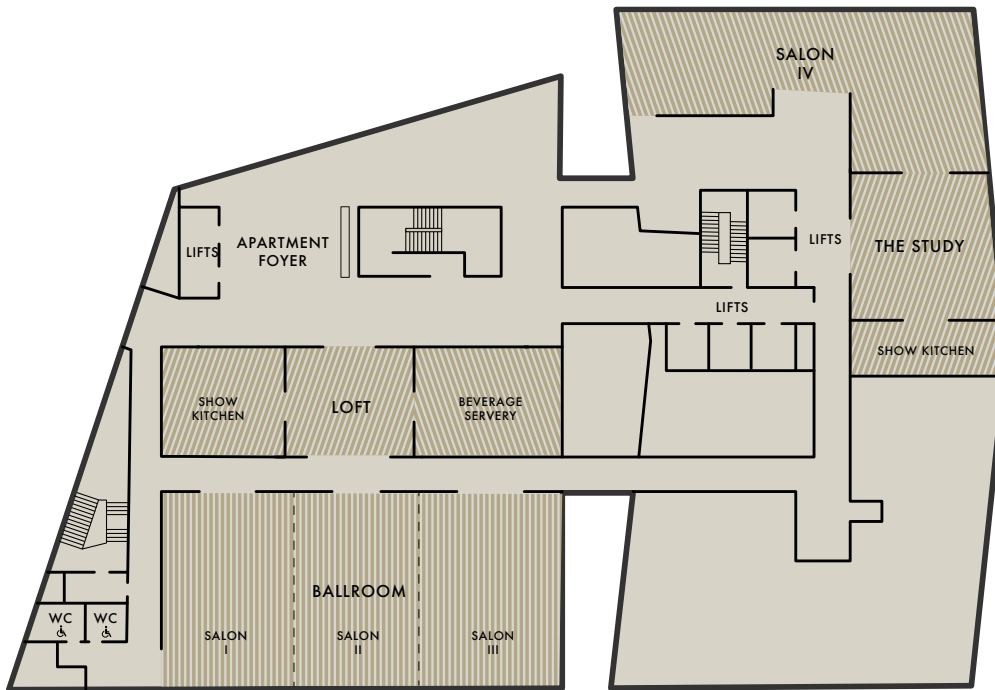 SALON
IV
LIFTS
APARTMENT
FOYER
LIFTS
THE STUDY
LIFTS
SHOW KITCHEN
SHOW
KITCHEN
LOFT
BEVERAGE
SERVERY
BALLROOM
WC
WC
SALON
I
SALON
II
SALON
III